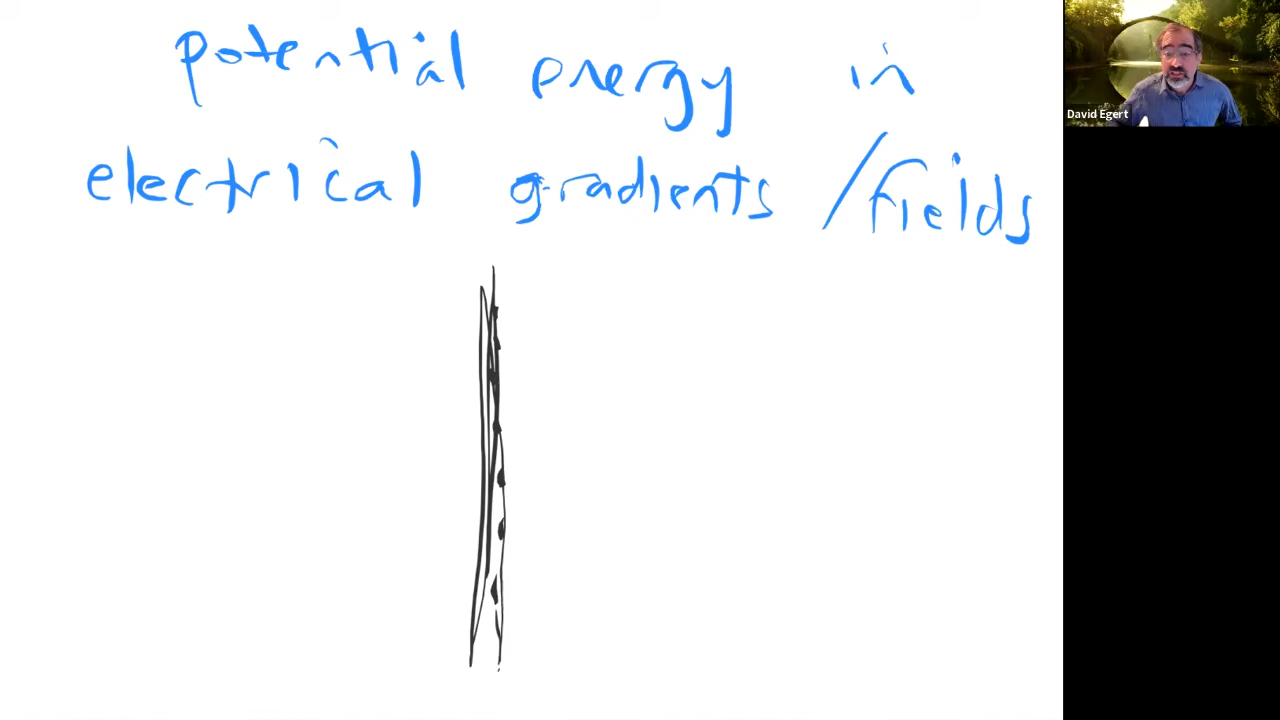 potential energy in
electrical gradients /fields
David Egert